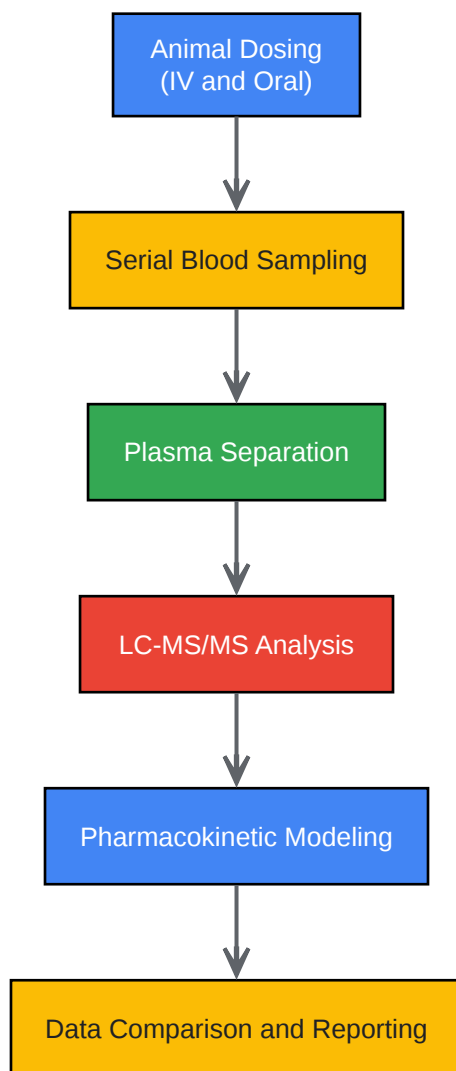 Animal Dosing
(IV and Oral)
Serial Blood Sampling
Plasma Separation
LC-MS/MS Analysis
Pharmacokinetic Modeling
Data Comparison and Reporting